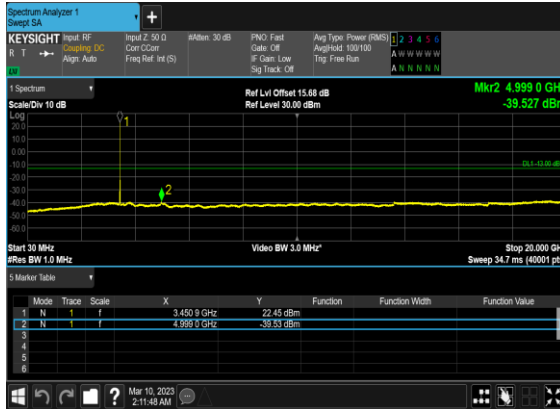 Spectrum Analyzer 1
Swept SA
+
KEYSIGHT
R T
LU
Input: RF
Coupling: DC
Align: Auto
Input Z: 50 Ω
Corr CCorr
Freq Ref: Int (S)
#Atten: 30 dB
PNO: Fast
Gate: Off
IF Gain: Low
Sig Track: Off
Avg Type: Power (RMS)
Avg|Hold: 100/100
Trig: Free Run
1 2 3 4 5 6
A W W W W W
A N N N N N
1 Spectrum
Scale/Div 10 dB
Ref Lvl Offset 15.68 dB
Ref Level 30.00 dBm
Mkr2 4.999 0 GH
-39.527 dBr
Log
20.0
10.0
0.00
-10.0
-20.0
-30.0
-40.0
-50.0
-60.0
1
2
DL1 -13.00 dB
Start 30 MHz
#Res BW 1.0 MHz
Video BW 3.0 MHz*
Stop 20.000 GH
Sweep 34.7 ms (40001 pt
5 Marker Table
Mode Trace Scale X Y Function Function Width Function Value
1 N 1 f 3.450 9 GHz 22.45 dBm
2 N 1 f 4.999 0 GHz -39.53 dBm
3
4
5
6
?
Mar 10, 2023
2:11:48 AM